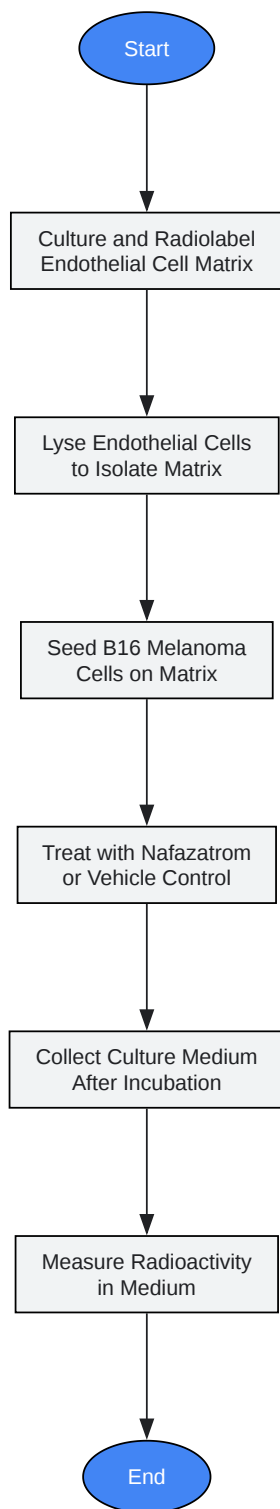 Start
Culture and Radiolabel
Endothelial Cell Matrix
Lyse Endothelial Cells
to Isolate Matrix
Seed B16 Melanoma
Cells on Matrix
Treat with Nafazatrom
or Vehicle Control
Collect Culture Medium
After Incubation
Measure Radioactivity
in Medium
End